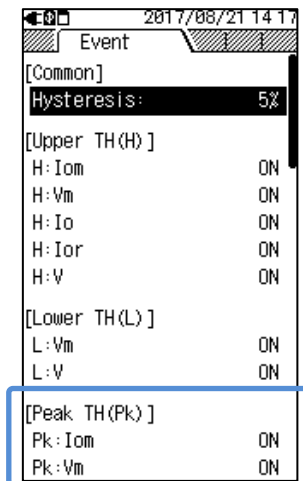 2017/08/21 14:17
Event
[Common]
Hysteresis: 5%
[Upper TH(H)]
H:Iom ON
H:Vm ON
H:Io ON
H:Ior ON
H:V ON
[Lower TH(L)]
L:Vm ON
L:V ON
[Peak TH(Pk)]
Pk:Iom ON
Pk:Vm ON